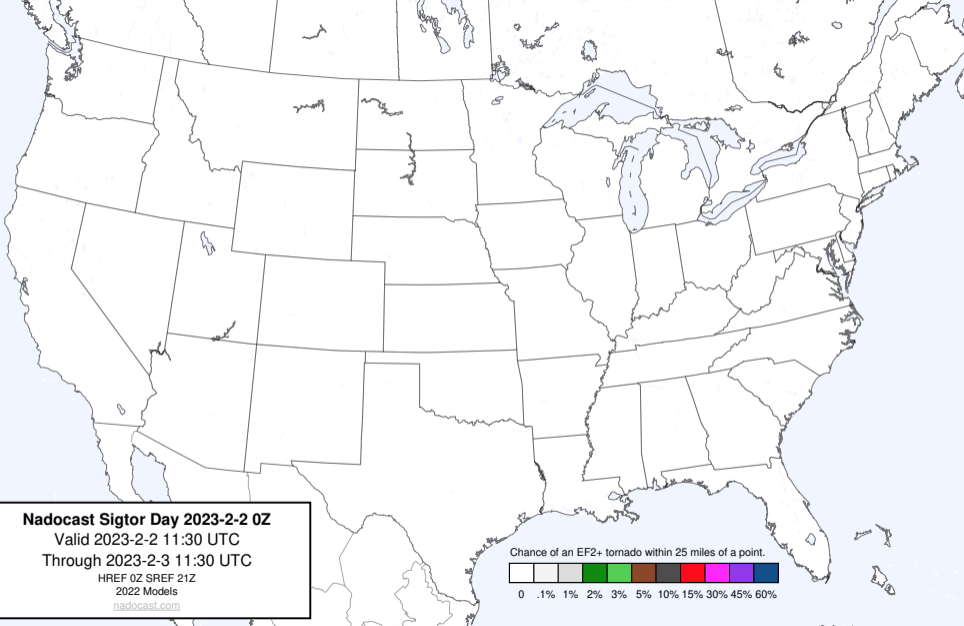 Nadocast Sigtor Day 2023-2-2 0Z
Valid 2023-2-2 11:30 UTC
Through 2023-2-3 11:30 UTC
HREF 0Z SREF 21Z
2022 Models
nadocast.com
Chance of an EF2+ tornado within 25 miles of a point.
0 .1% 1% 2% 3% 5% 10% 15% 30% 45% 60%